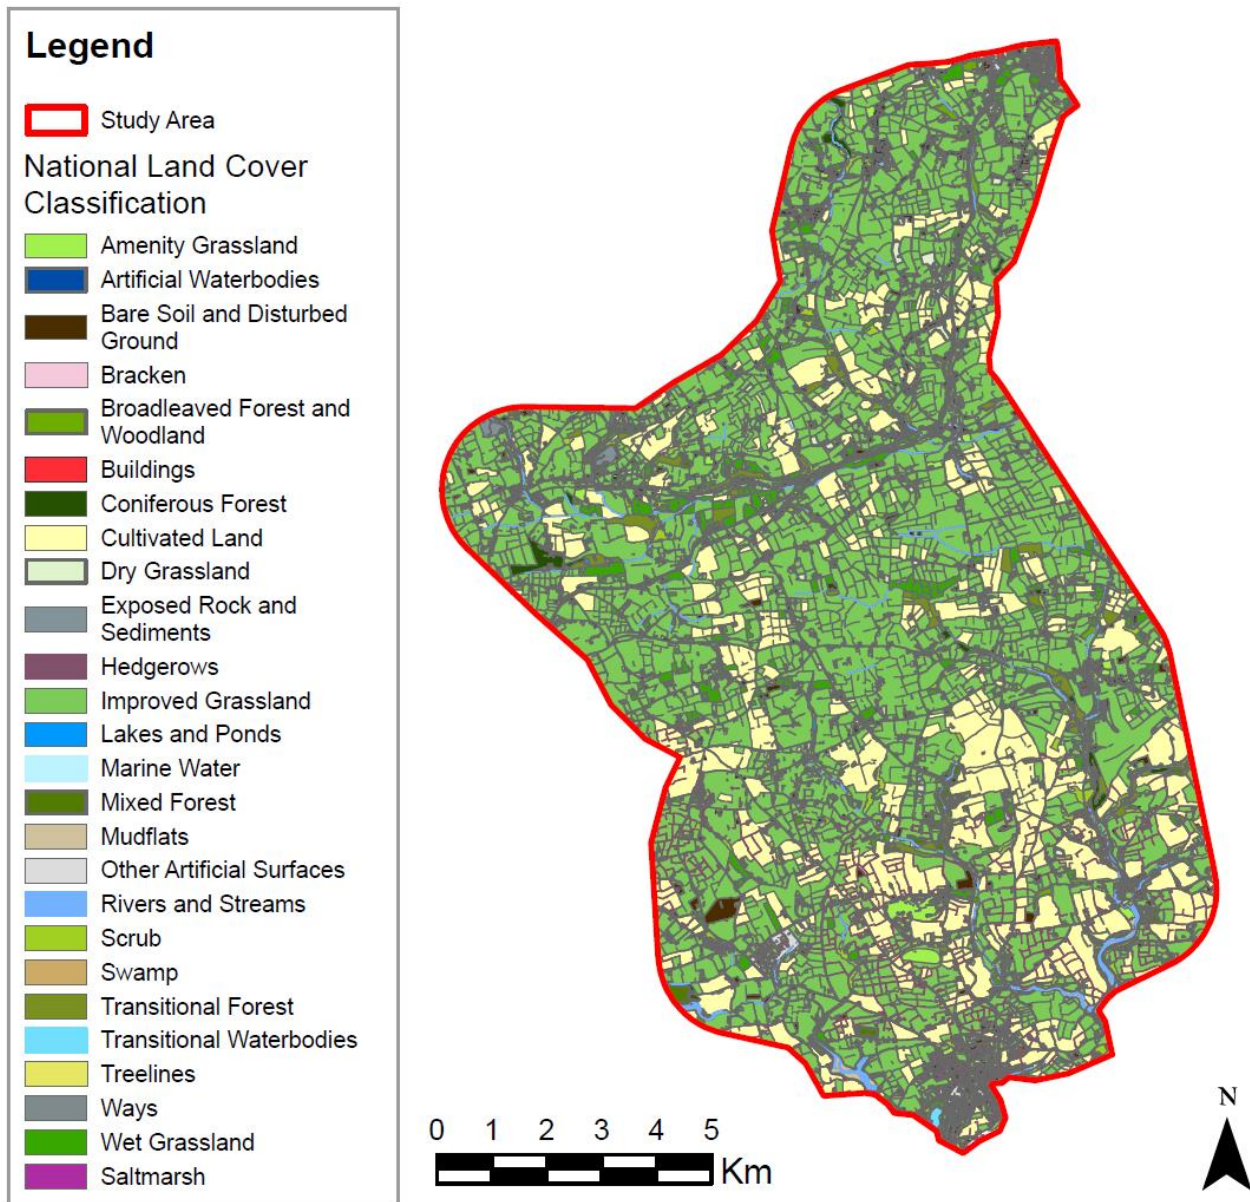 Legend
Study Area
National Land Cover
Classification
Amenity Grassland
Artificial Waterbodies
Bare Soil and Disturbed
Ground
Bracken
Broadleaved Forest and
Woodland
Buildings
Coniferous Forest
Cultivated Land
Dry Grassland
Exposed Rock and
Sediments
Hedgerows
Improved Grassland
Lakes and Ponds
Marine Water
Mixed Forest
Mudflats
Other Artificial Surfaces
Rivers and Streams
Scrub
Swamp
Transitional Forest
Transitional Waterbodies
Treelines
Ways
Wet Grassland
Saltmarsh
0 1 2 3 4 5
Km
N